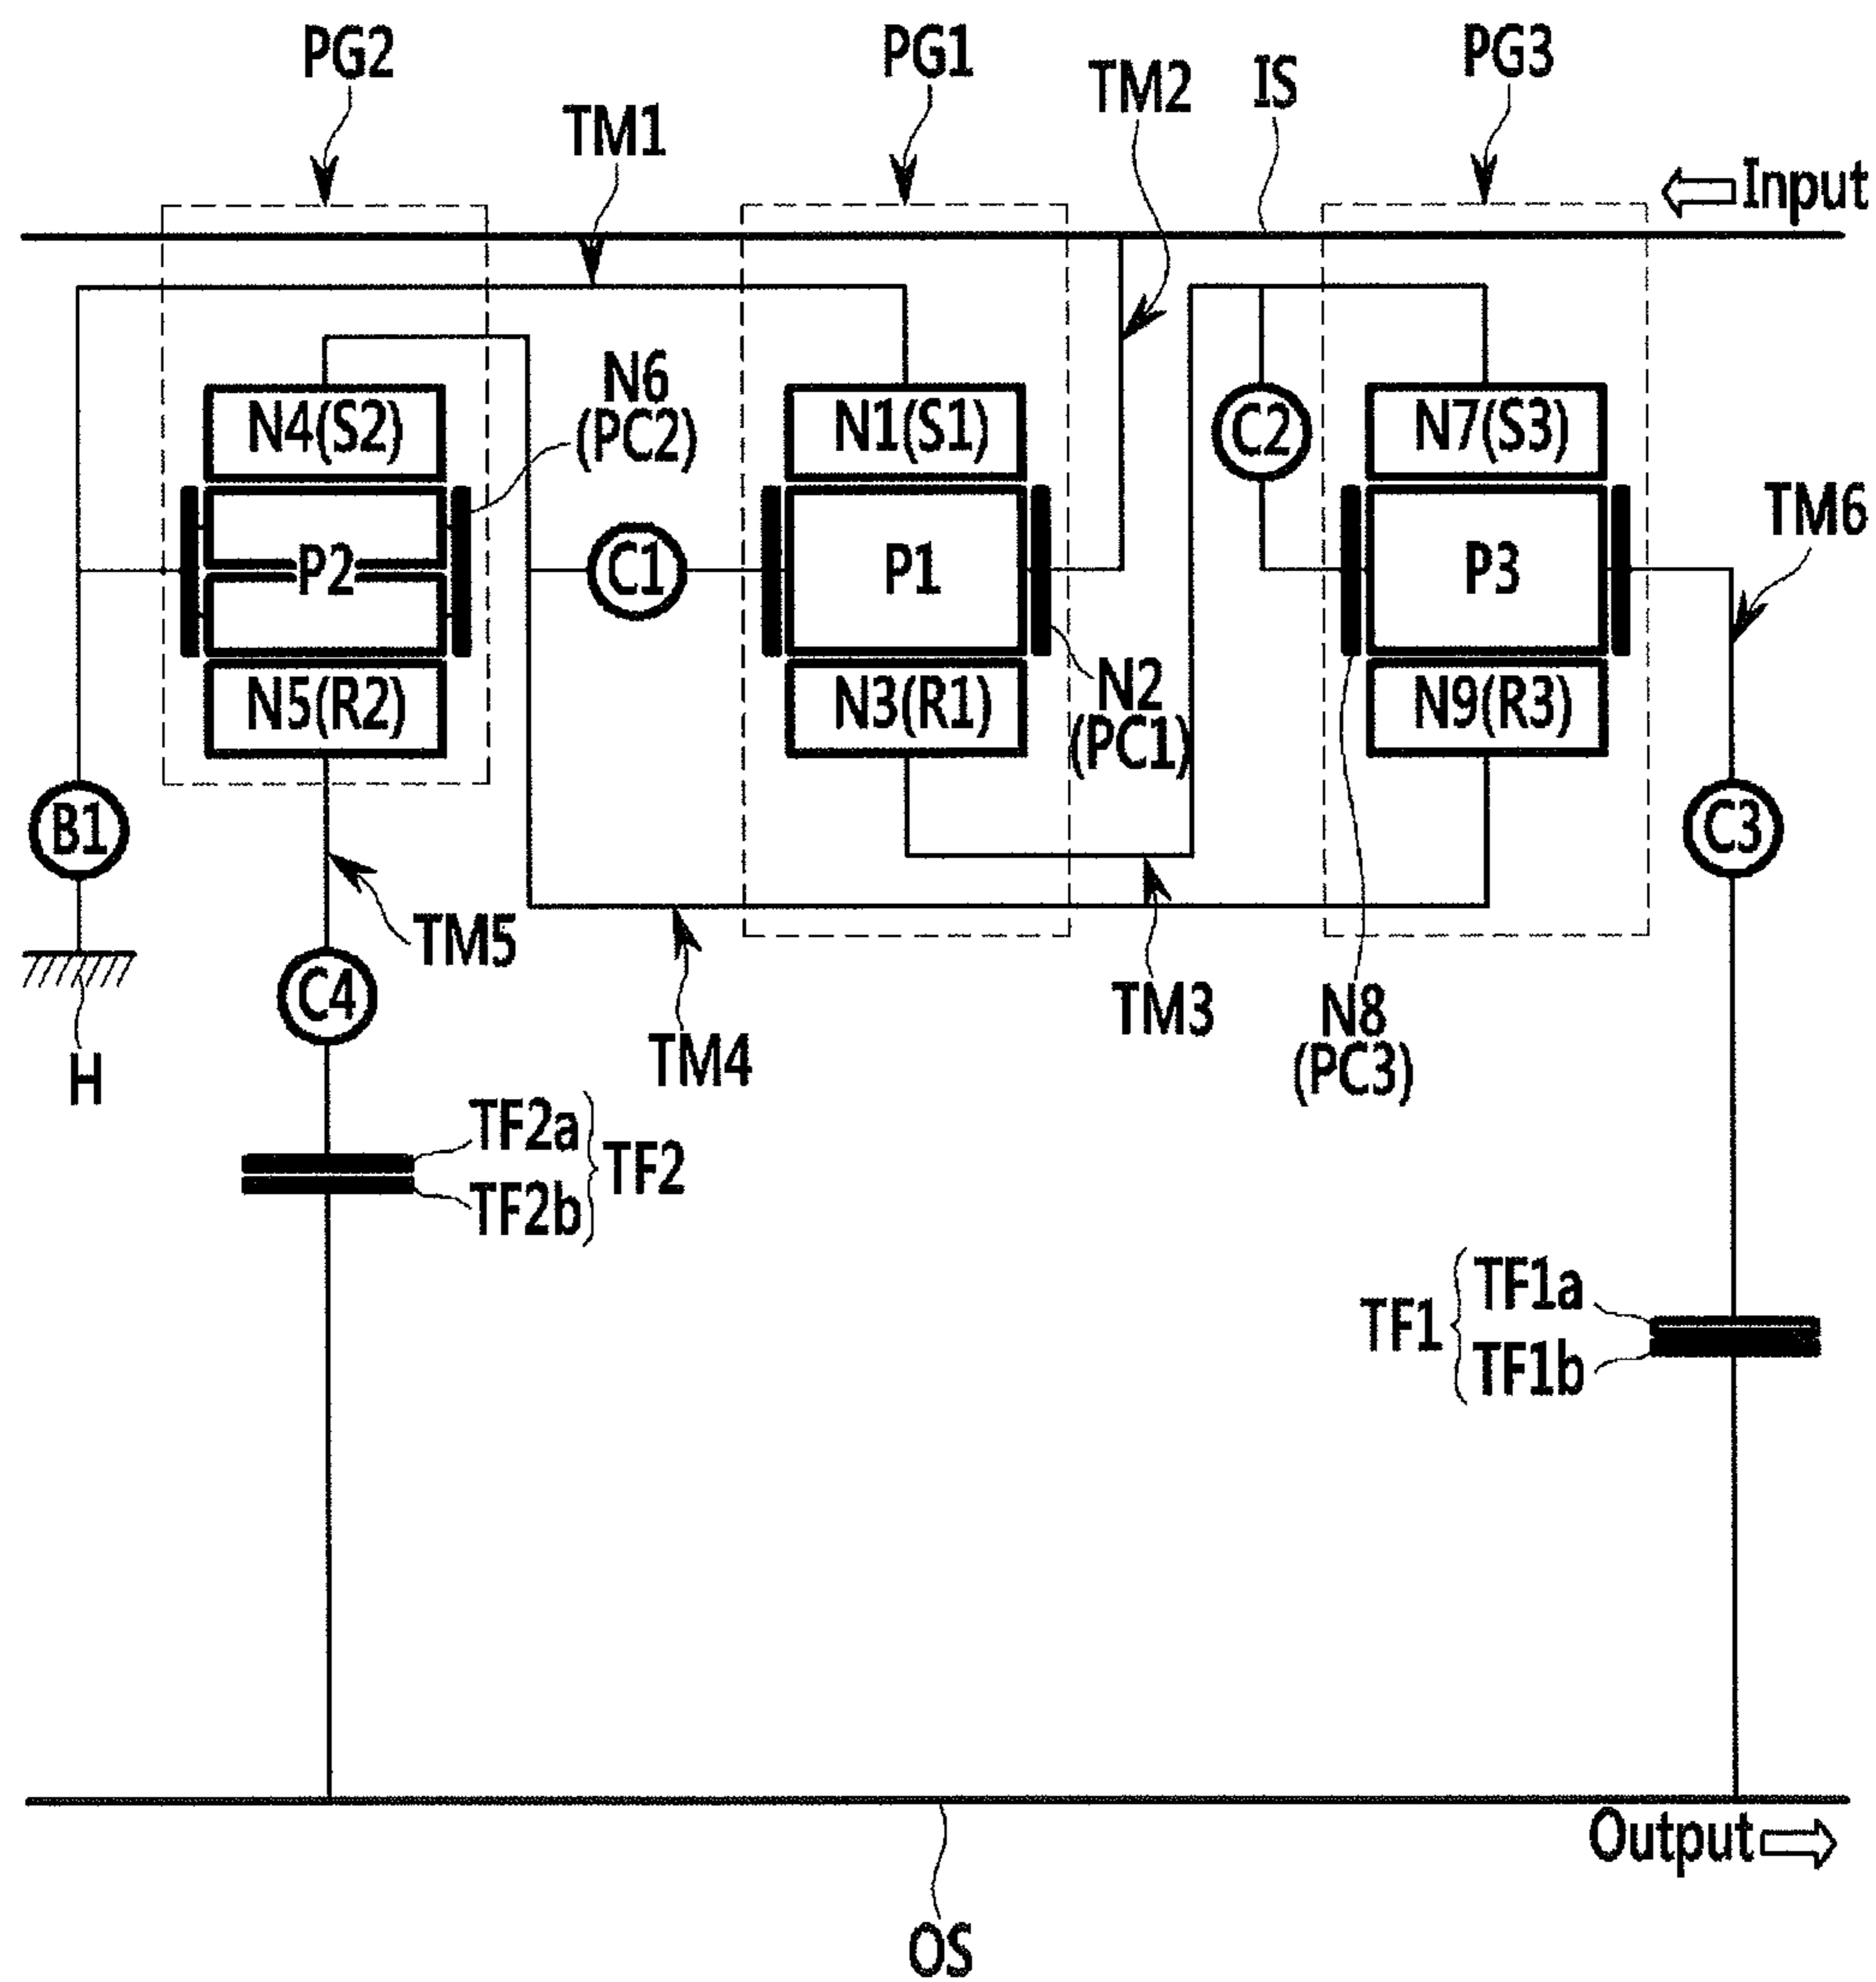 PG2
PG1
PG3
TM1
TM2
IS
Input
N6
(PC2)
N4(S2)
N1(S1)
C2
N7(S3)
TM6
P2
C1
P1
P3
N5(R2)
N3(R1)
N2
(PC1)
N9(R3)
B1
C3
TM5
C4
TM3
N8
(PC3)
TM4
H
TF2a
TF2
TF2b
TF1a
TF1
TF1b
Output
OS